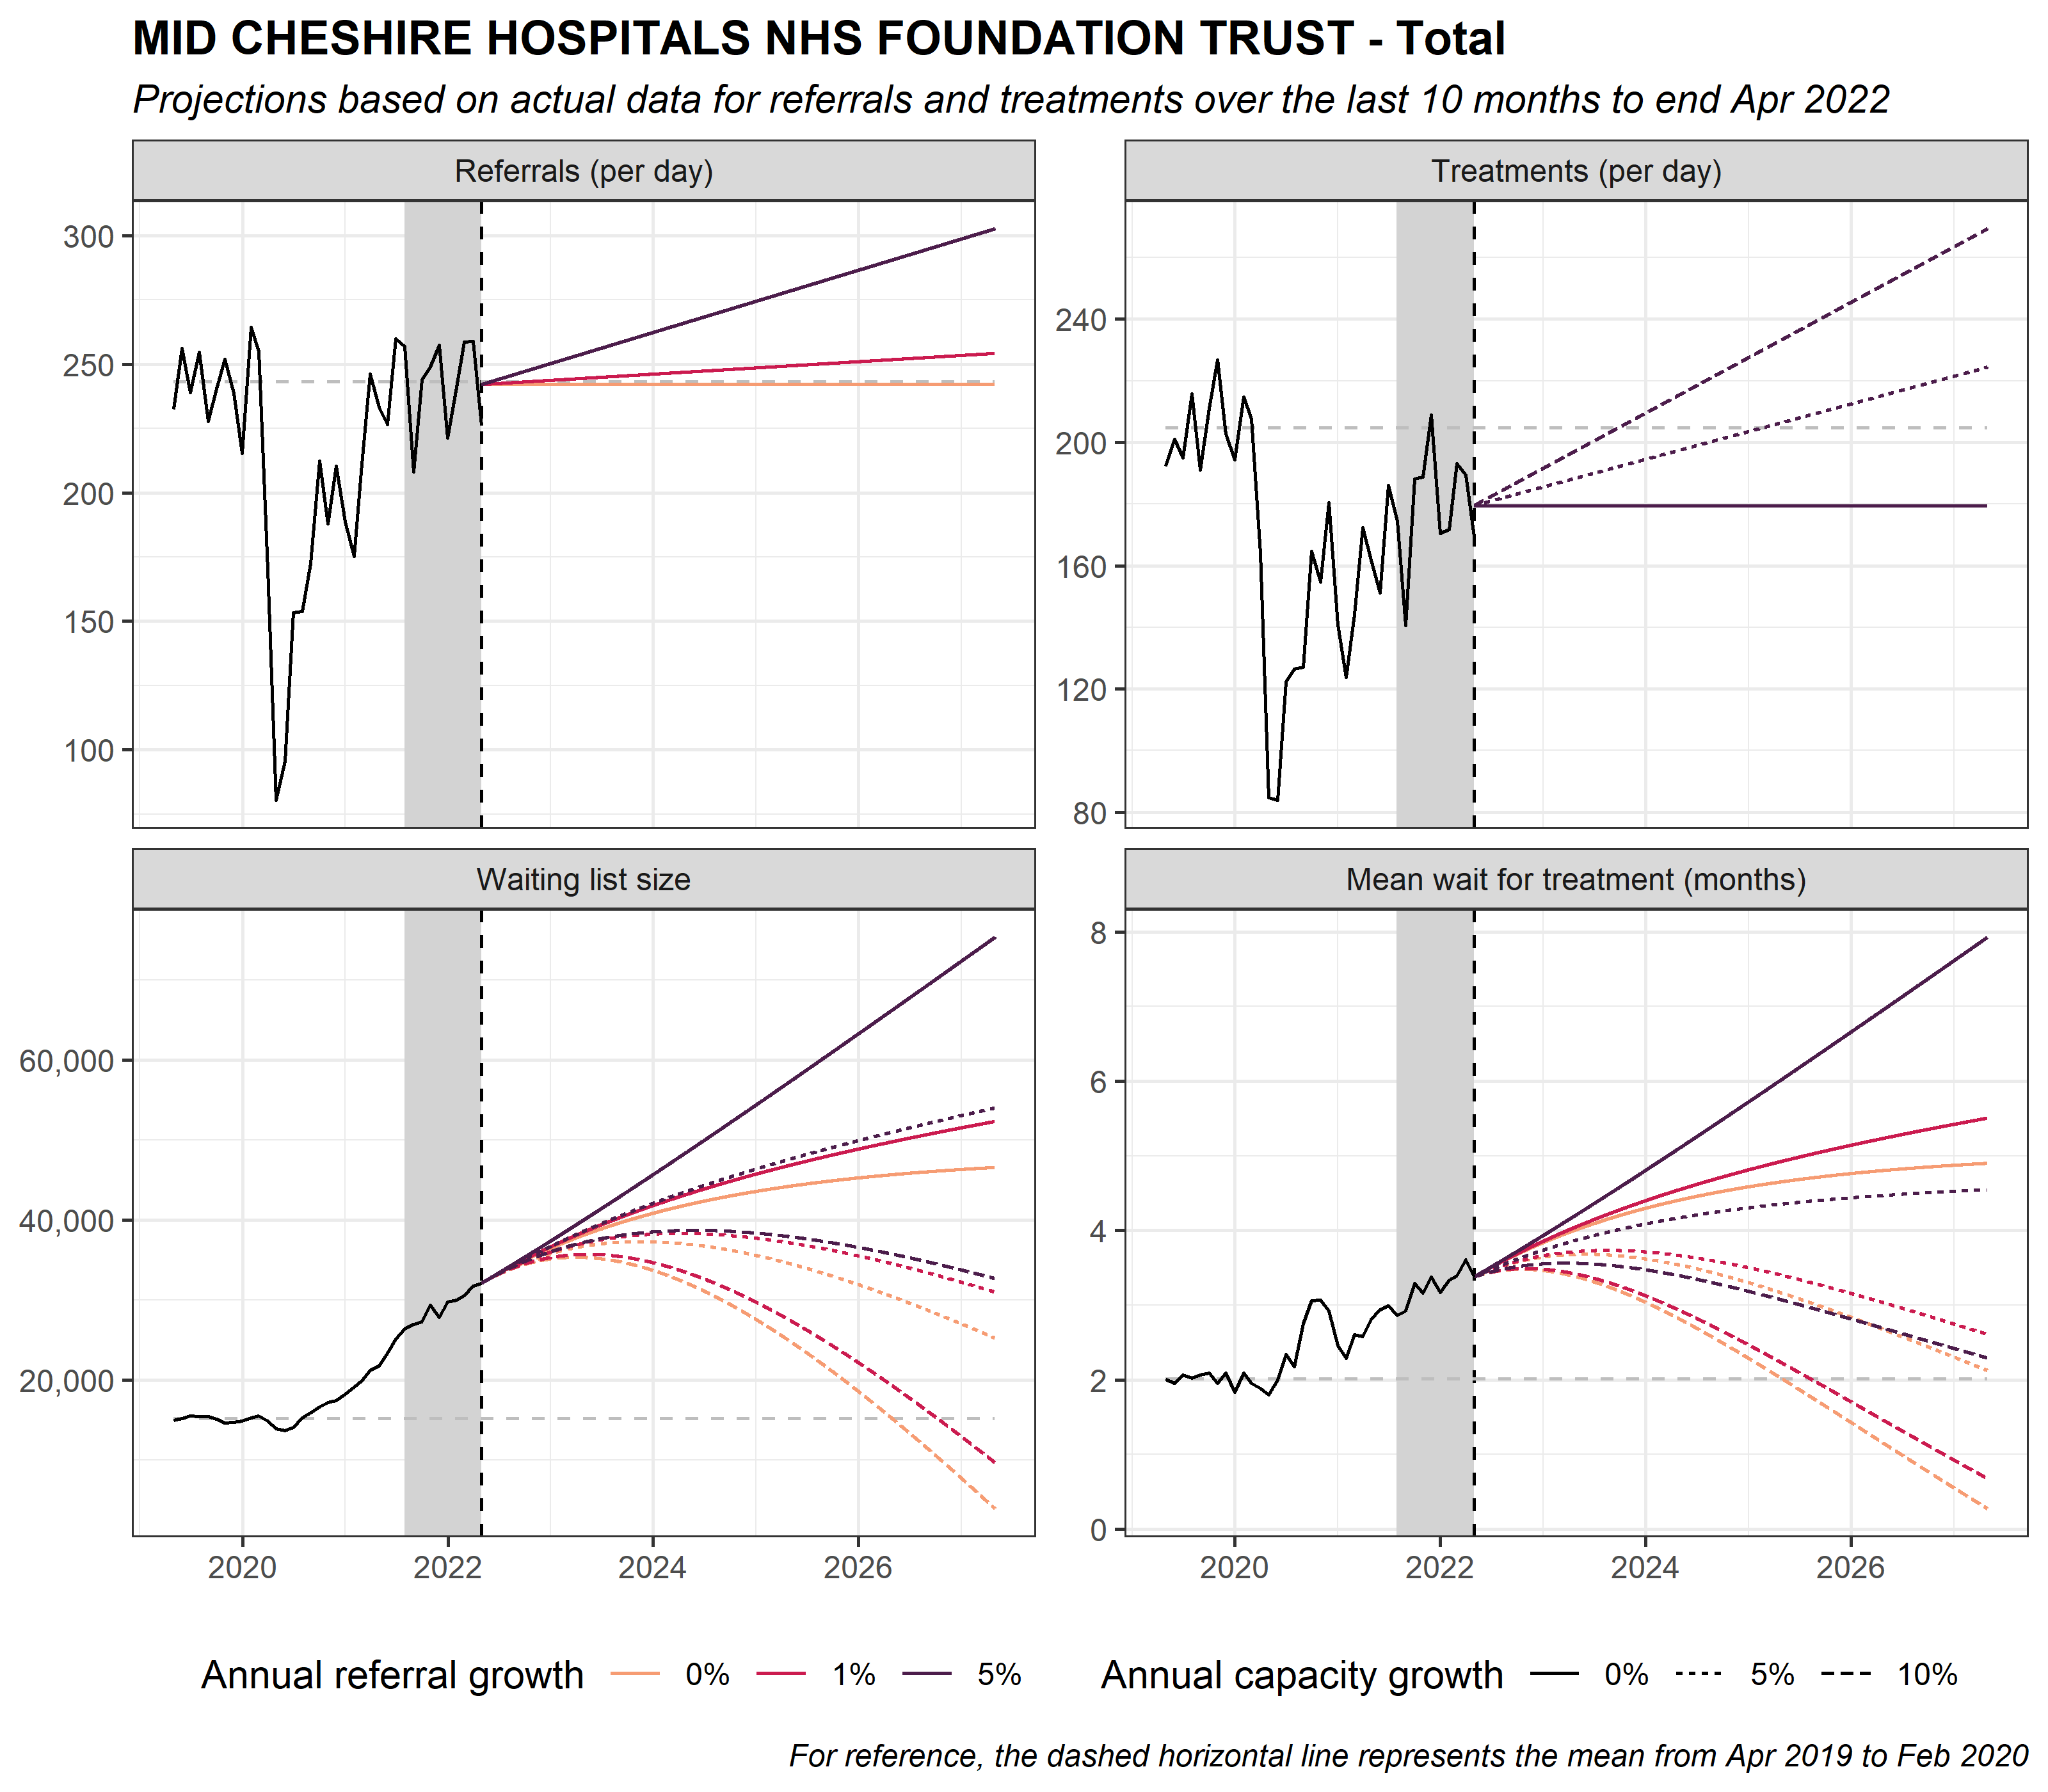 MID CHESHIRE HOSPITALS NHS FOUNDATION TRUST - Total
Projections based on actual data for referrals and treatments over the last 10 months to end Apr 2022
Referrals (per day)
300
250
200
150
100
Treatments (per day)
240
200
160
120
80
Waiting list size
60,000
40,000
20,000
2020 2022 2024 2026
Mean wait for treatment (months)
8
6
4
2
0
2020 2022 2024 2026
Annual referral growth 0% 1% 5%
Annual capacity growth 0% 5% 10%
For reference, the dashed horizontal line represents the mean from Apr 2019 to Feb 2020